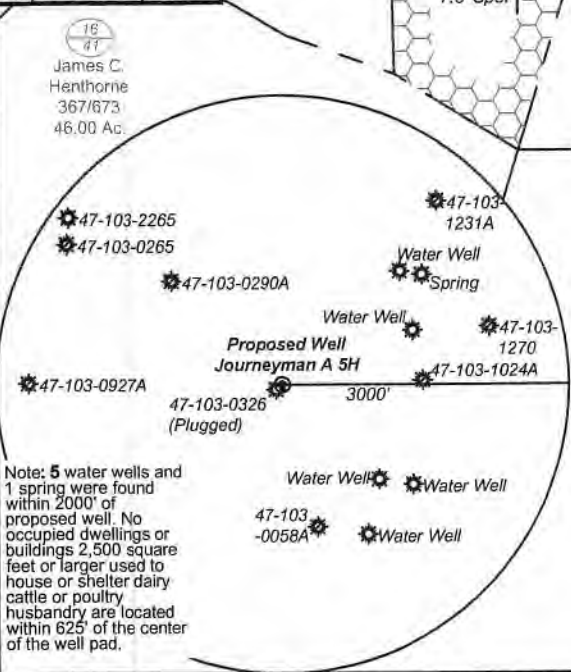 16
41
James C.
Henthorne
367/673
46.00 Ac.
47-103-
1231A
47-103-2265
47-103-0265
Water Well
Spring
47-103-0290A
Water Well
47-103-
1270
Proposed Well
Journeyman A 5H
47-103-1024A
47-103-0927A
3000'
47-103-0326
(Plugged)
Note: 5 water wells and
1 spring were found
within 2000' of
proposed well. No
occupied dwellings or
buildings 2,500 square
feet or larger used to
house or shelter dairy
cattle or poultry
husbandry are located
within 625' of the center
of the well pad.
Water Well
Water Well
47-103
-0058A
Water Well